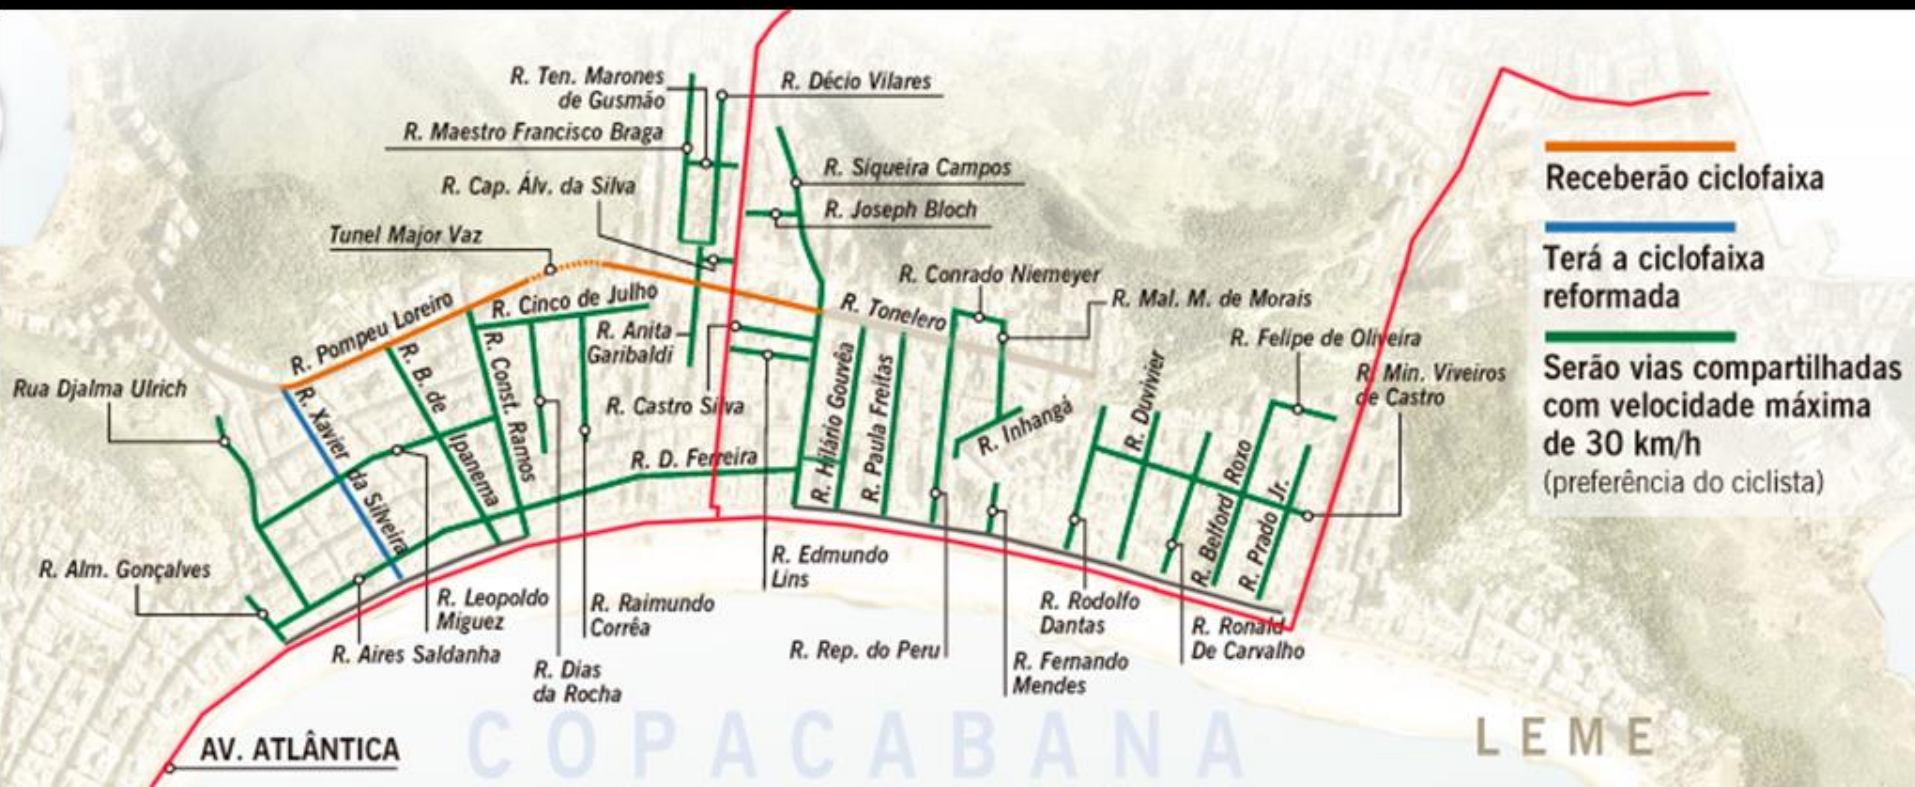 R. Ten. Marones
de Gusmão
R. Décio Vilares
R. Maestro Francisco Braga
R. Siqueira Campos
R. Cap. Álv. da Silva
R. Joseph Bloch
Tunel Major Vaz
R. Conrado Niemeyer
R. Mal. M. de Morais
R. Pompeu Loreiro
R. Cinco de Julho
R. Tonelero
R. Anita
Garibaldi
R. Felipe de Oliveira
R. Min. Viveiros
de Castro
Rua Djalma Ulrich
R. Xavier da Silveira
R. B. de Ipanema
R. Const. Ramos
R. Castro Silva
R. D. Ferreira
R. Hilário Gouvêa
R. Paula Freitas
R. Inhangá
R. Duvivier
R. Belford Roxo
R. Prado Jr.
R. Alm. Gonçalves
R. Aires Saldanha
R. Leopoldo
Miguez
R. Dias
da Rocha
R. Raimundo
Corrêa
R. Edmundo
Lins
R. Rep. do Peru
R. Fernando
Mendes
R. Rodolfo
Dantas
R. Ronald
De Carvalho
AV. ATLÂNTICA
COPACABANA
LEME
Receberão ciclofaixa
Terá a ciclofaixa
reformada
Serão vias compartilhadas
com velocidade máxima
de 30 km/h
(preferência do ciclista)